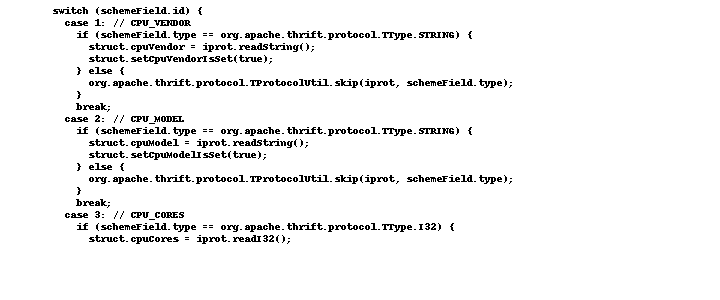 switch (schemeField.id) {
case 1: // CPU_VENDOR
if (schemeField.type == org.apache.thrift.protocol.TType.STRING) {
struct.cpuVendor = iprot.readString();
struct.setCpuVendorIsSet(true);
} else {
org.apache.thrift.protocol.TProtocolUtil.skip(iprot, schemeField.type);
}
break;
case 2: // CPU_MODEL
if (schemeField.type == org.apache.thrift.protocol.TType.STRING) {
struct.cpuModel = iprot.readString();
struct.setCpuModelIsSet(true);
} else {
org.apache.thrift.protocol.TProtocolUtil.skip(iprot, schemeField.type);
}
break;
case 3: // CPU_CORES
if (schemeField.type == org.apache.thrift.protocol.TType.I32) {
struct.cpuCores = iprot.readI32();